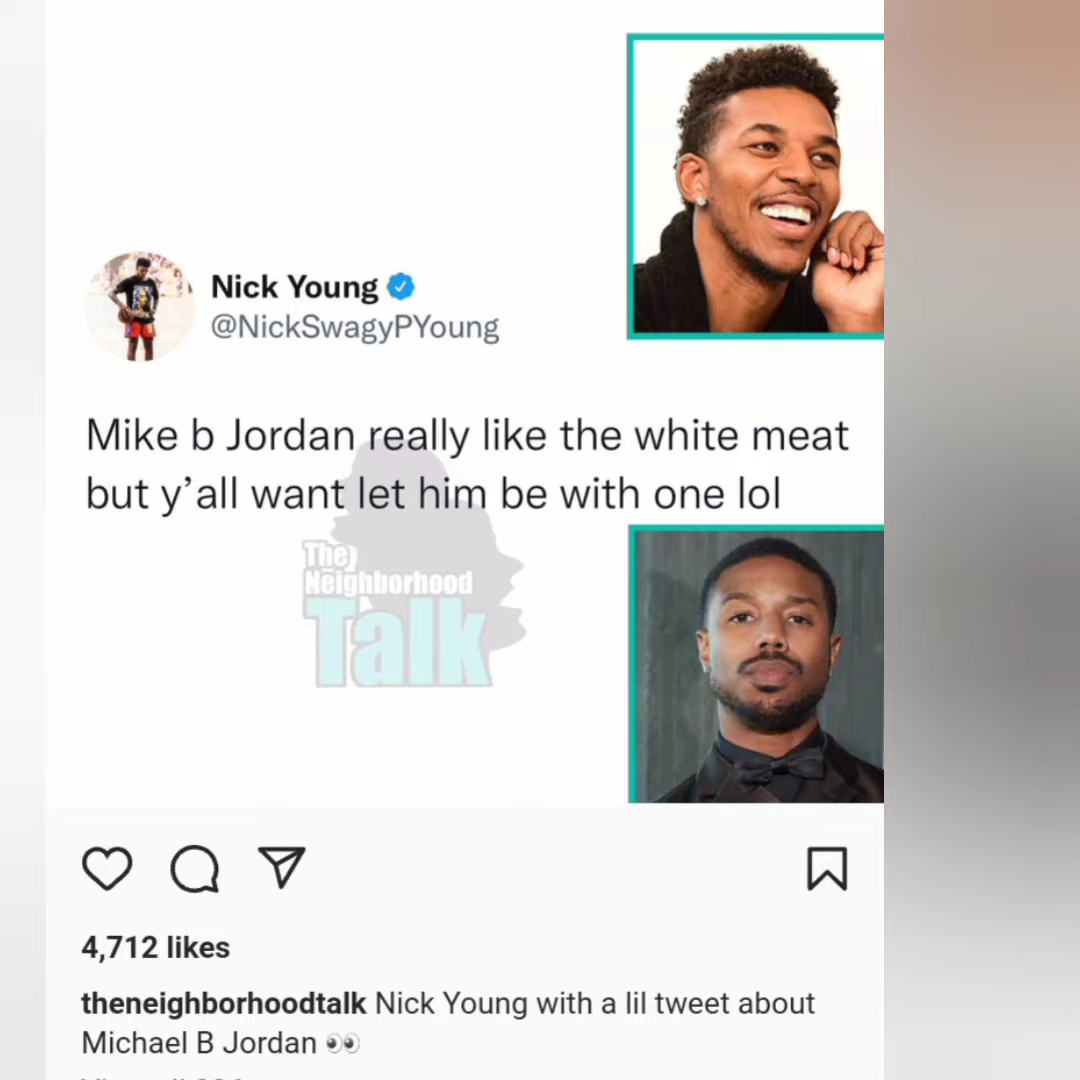 Nick Young
@NickSwagyPYoung
Mike b Jordan really like the white meat
but y’all want let him be with one lol
The
Neighborhood
Talk
4,712 likes
theneighborhoodtalk Nick Young with a lil tweet about
Michael B Jordan 👀